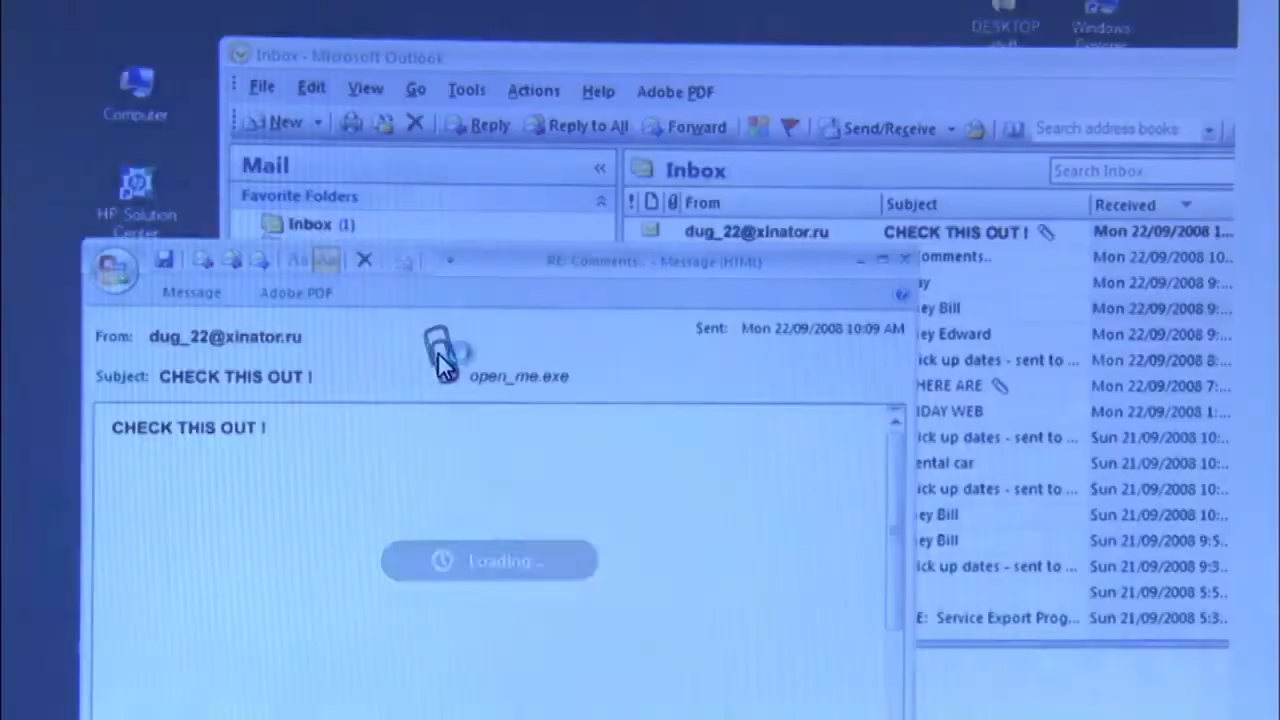 DESKTOP
Windows
Explorer
Computer
HP Solution
Center
Inbox - Microsoft Outlook
File Edit View Go Tools Actions Help Adobe PDF
New Reply Reply to All Forward Send/Receive Search address books
Mail «
Favorite Folders
Inbox (1)
Inbox Search Inbox
! From Subject Received
dug_22@xinator.ru CHECK THIS OUT ! Mon 22/09/2008 1...
omments.. Mon 22/09/2008 10..
y Mon 22/09/2008 9:...
ey Bill Mon 22/09/2008 9:...
ey Edward Mon 22/09/2008 9:...
ick up dates - sent to ... Mon 22/09/2008 8:...
HERE ARE Mon 22/09/2008 7:...
IDAY WEB Mon 22/09/2008 1:...
ick up dates - sent to ... Sun 21/09/2008 10:..
ental car Sun 21/09/2008 10:..
ick up dates - sent to ... Sun 21/09/2008 10:..
ey Bill Sun 21/09/2008 10:..
ey Bill Sun 21/09/2008 9:5..
ick up dates - sent to ... Sun 21/09/2008 9:3..
Sun 21/09/2008 5:5..
E: Service Export Prog... Sun 21/09/2008 5:3..
RE: Comments.. - Message (HTML)
Message Adobe PDF
From: dug_22@xinator.ru
Sent: Mon 22/09/2008 10:09 AM
Subject: CHECK THIS OUT !
open_me.exe
CHECK THIS OUT !
Loading...